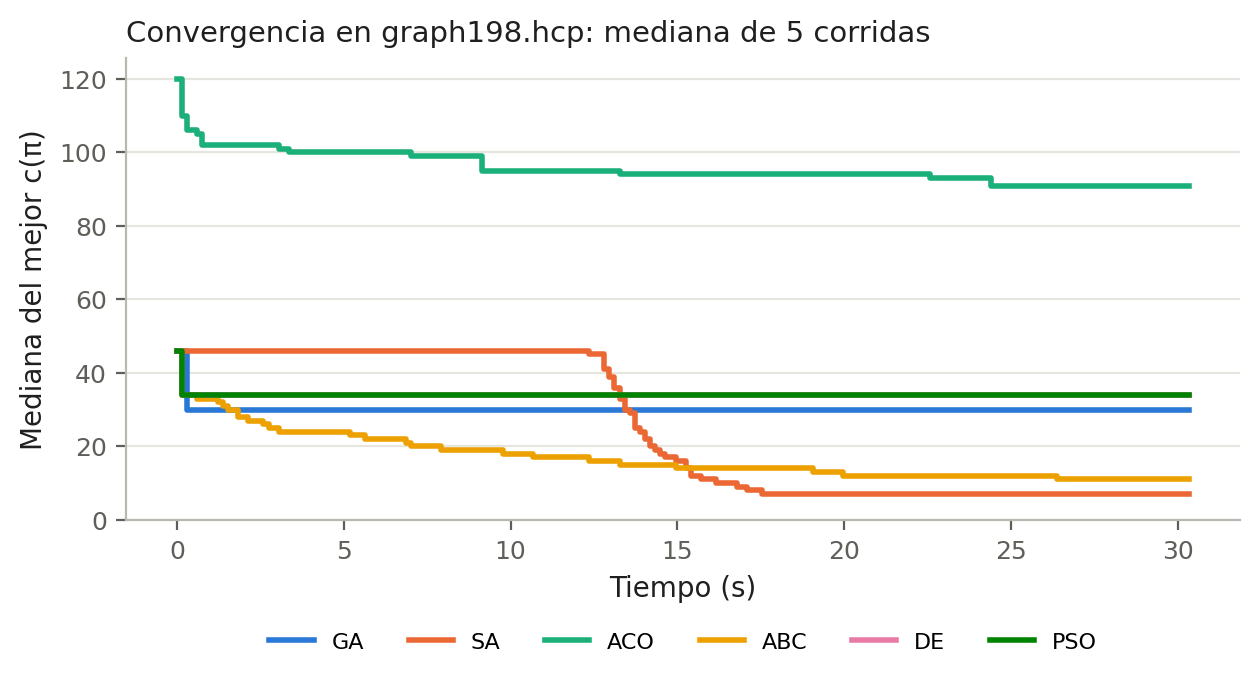 Convergencia en graph198.hcp: mediana de 5 corridas
Mediana del mejor c(π)
120
100
80
60
40
20
0
0 5 10 15 20 25 30
Tiempo (s)
GA SA ACO ABC DE PSO